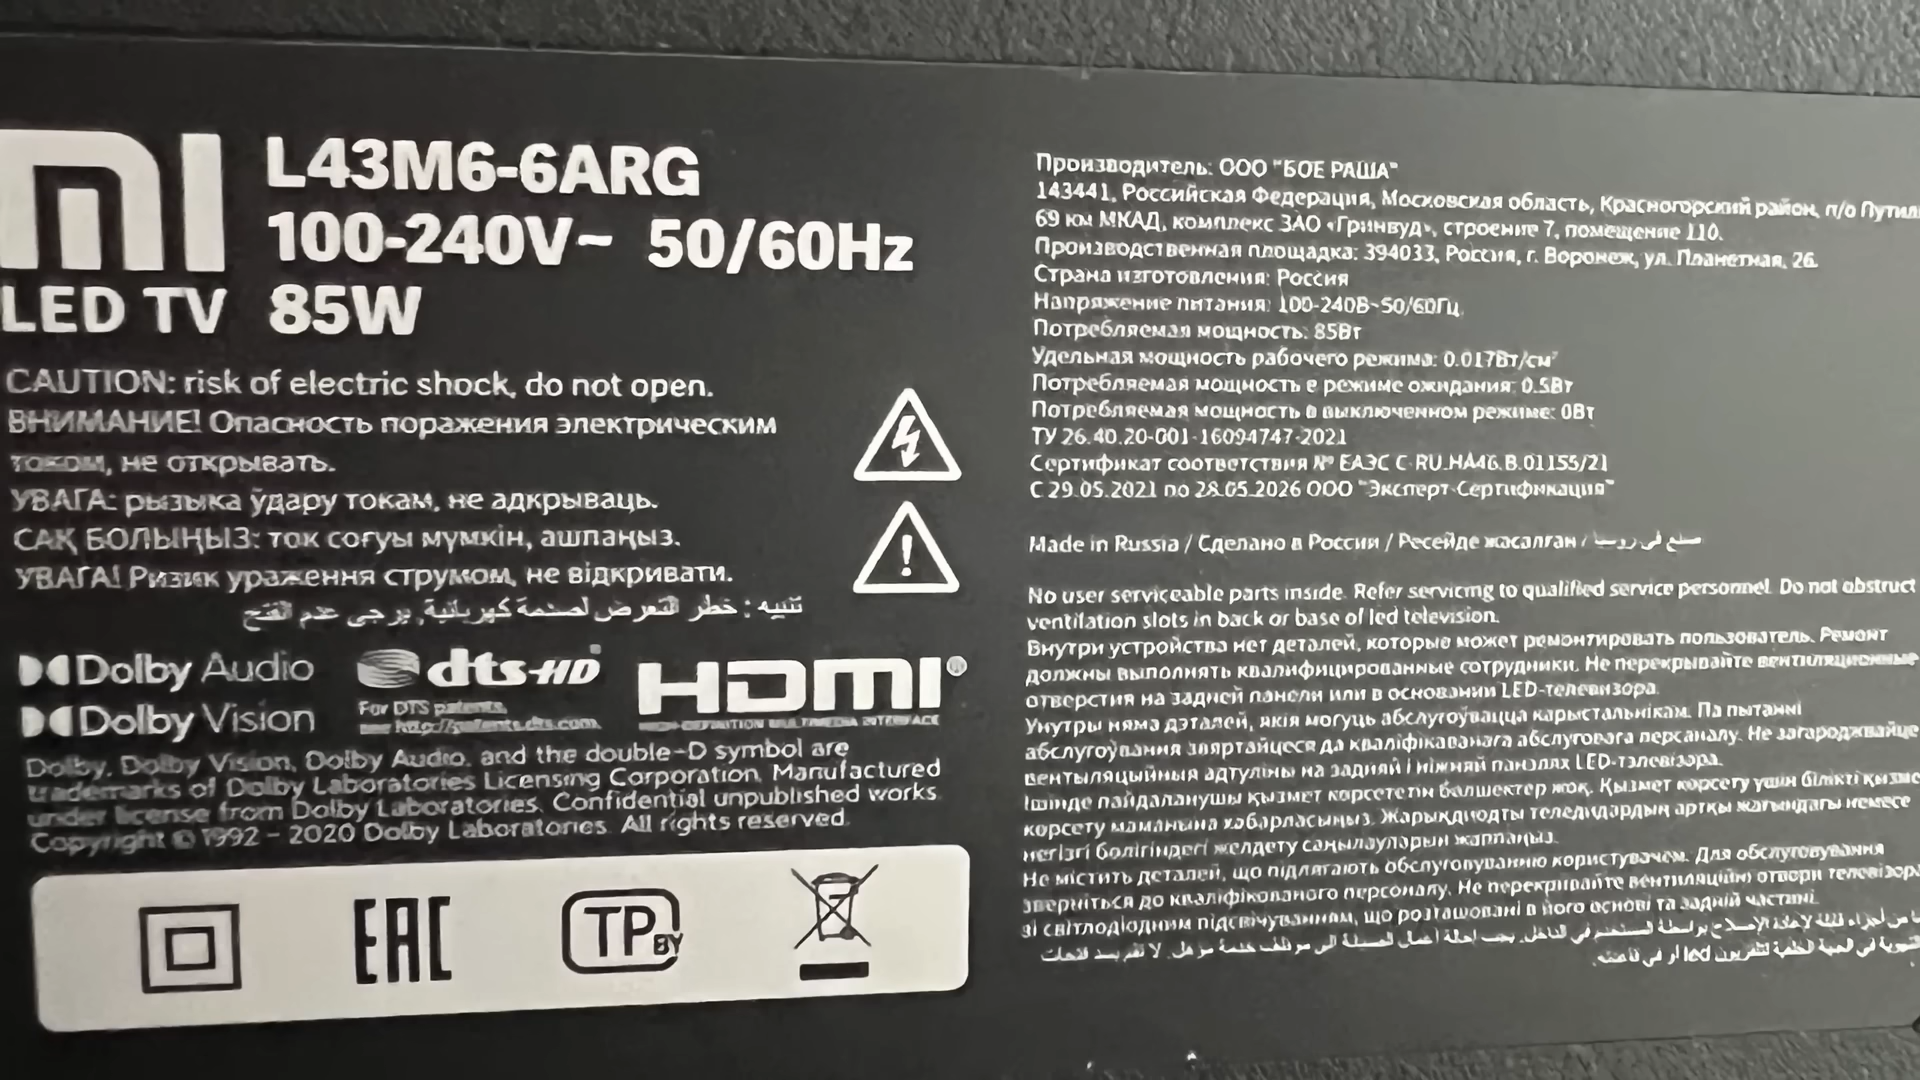 MI L43M6-6ARG
100-240V~ 50/60Hz
LED TV 85W
CAUTION: risk of electric shock, do not open.
ВНИМАНИЕ! Опасность поражения электрическим
током, не открывать.
УВАГА: рызыка ўдару токам, не адкрываць.
САҚ БОЛЫҢЫЗ: ток соғуы мүмкін, ашпаңыз.
УВАГА! Ризик ураження струмом, не відкривати.
تنبيه: خطر التعرض لصدمة كهربائية, يرجى عدم الفتح
Dolby Audio
Dolby Vision
dts-HD
For DTS patents,
see http://patents.dts.com.
HDMI®
HIGH-DEFINITION MULTIMEDIA INTERFACE
Dolby, Dolby Vision, Dolby Audio, and the double-D symbol are
trademarks of Dolby Laboratories Licensing Corporation. Manufactured
under license from Dolby Laboratories. Confidential unpublished works.
Copyright © 1992 – 2020 Dolby Laboratories. All rights reserved.
EAC
TP BY
Производитель: ООО "БОЕ РАША"
143441, Российская Федерация, Московская область, Красногорский район, п/о
69 км МКАД, комплекс ЗАО «Гринвуд», строение 7, помещение 110.
Производственная площадка: 394033, Россия, г. Воронеж, ул. Планетная, 26.
Страна изготовления: Россия
Напряжение питания: 100-240В~50/60Гц
Потребляемая мощность: 85Вт
Удельная мощность рабочего режима: 0.017Вт/см²
Потребляемая мощность в режиме ожидания: 0.5Вт
Потребляемая мощность в выключенном режиме: 0Вт
ТУ 26.40.20-001-16094747-2021
Сертификат соответствия № ЕАЭС C-RU.HA46.B.01155/21
С 29.05.2021 по 28.05.2026 ООО "Эксперт-Сертификация"
Made in Russia / Сделано в России / Ресейде жасалған / صنع في روسيا
No user serviceable parts inside. Refer servicing to qualified service personnel. Do not obstruct
ventilation slots in back or base of led television.
Внутри устройства нет деталей, которые может ремонтировать пользователь. Ремонт
должны выполнять квалифицированные сотрудники. Не перекрывайте вентиляционные
отверстия на задней панели или в основании LED-телевизора.
Унутры няма дэталей, якія могуць абслугоўвацца карыстальнікам. Па пытанні
абслугоўвання звяртайцеся да кваліфікаванага абслуговага персаналу. Не загароджвайце
вентыляцыйныя адтуліны на задняй і ніжняй панэлях LED-тэлевізора.
Ішінде пайдаланушы қызмет көрсететін бөлшектер жоқ. Қызмет көрсету үшін білікті
көрсету маманына хабарласыңыз. Жарықдиодты теледидардың артқы жағындағы немесе
негізгі бөлігіндегі желдету саңылауларын жаппаңыз.
Не містить деталей, що підлягають обслуговуванню користувачем. Для обслуговування
зверніться до кваліфікованого персоналу. Не перекривайте вентиляційні отвори
зі світлодіодним підсвічуванням, що розташовані в його основі та задній частині.